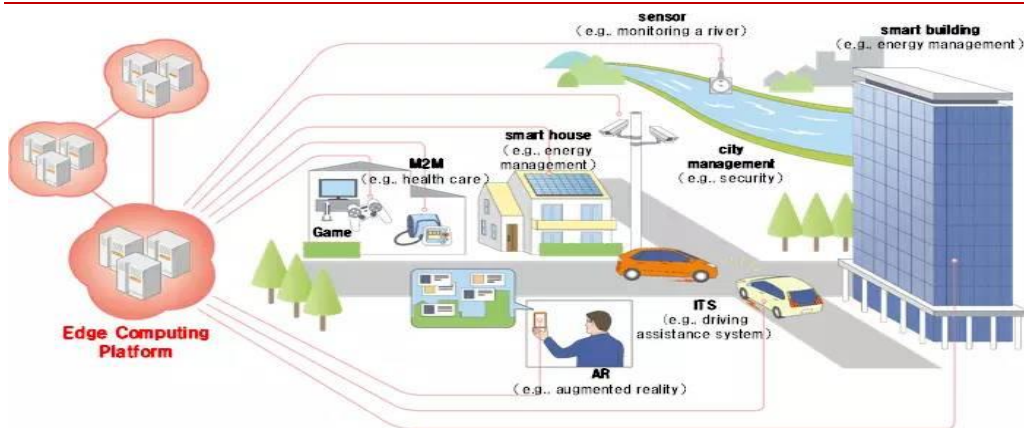 sensor
(e.g., monitoring a river)
smart building
(e.g., energy management)
smart house
(e.g., energy
management)
city
management
(e.g., security)
M2M
(e.g., health care)
Game
Edge Computing
Platform
ITS
(e.g., driving
assistance system)
AR
(e.g., augmented reality)